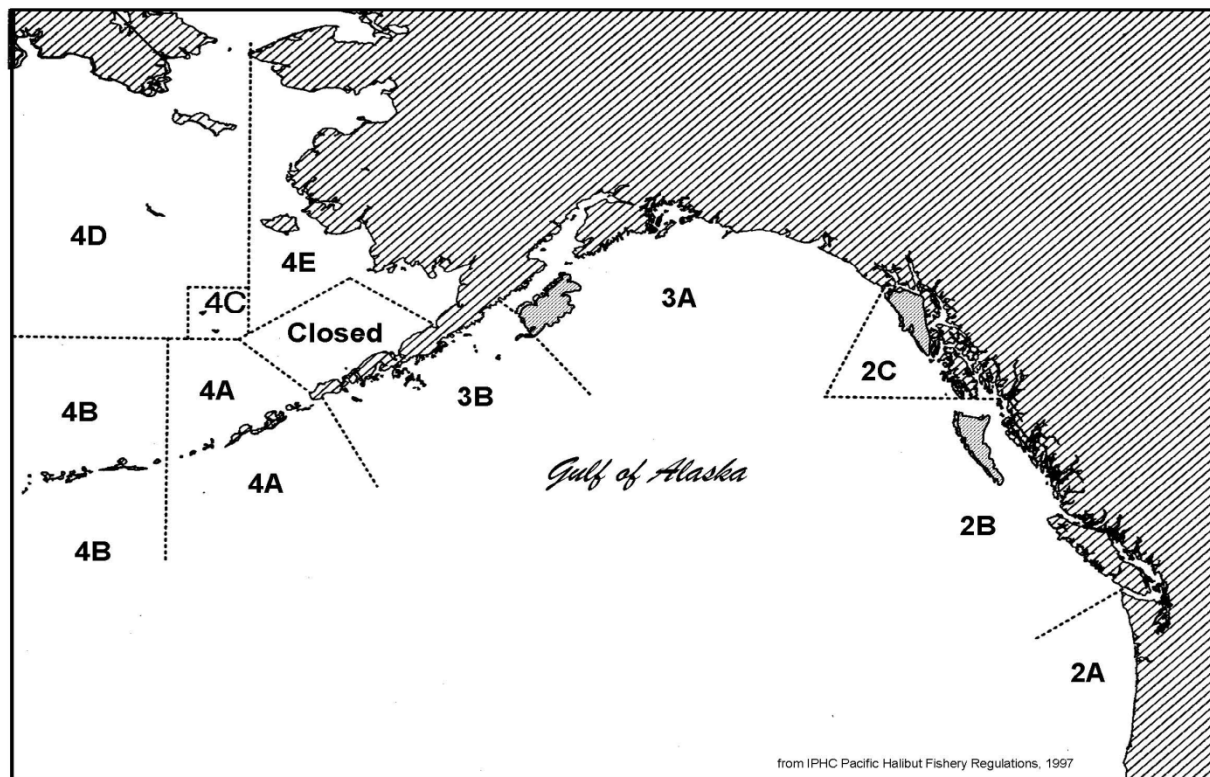 4D
4E
4C
3A
Closed
2C
4A
3B
4B
Gulf of Alaska
4A
2B
4B
2A
from IPHC Pacific Halibut Fishery Regulations, 1997